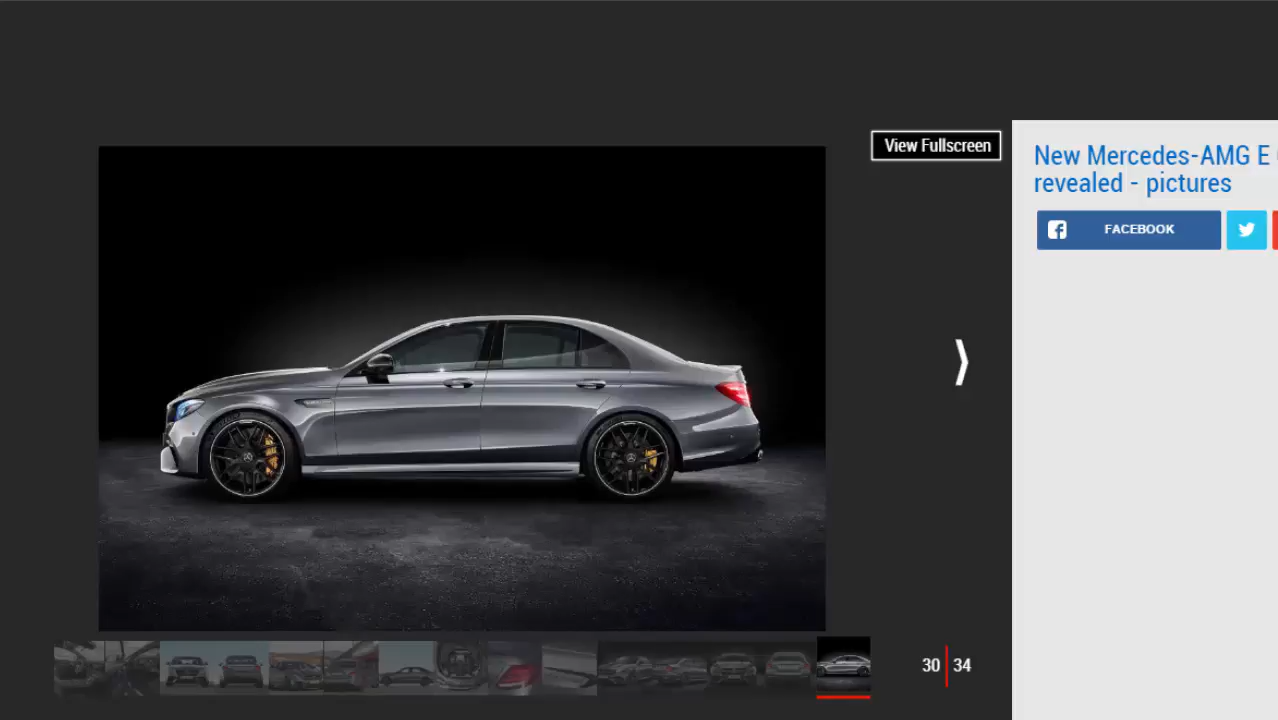 View Fullscreen
New Mercedes-AMG E
revealed - pictures
FACEBOOK
30 34